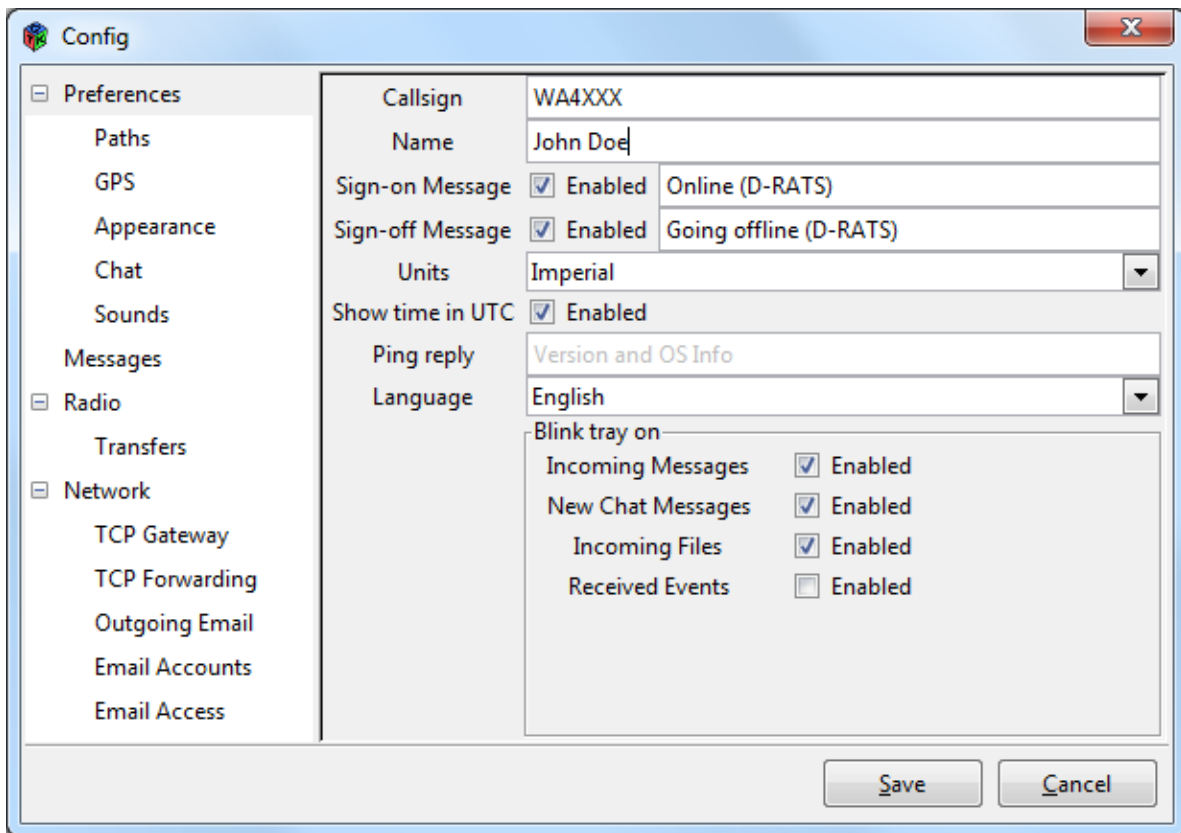 Config
Preferences
Paths
GPS
Appearance
Chat
Sounds
Messages
Radio
Transfers
Network
TCP Gateway
TCP Forwarding
Outgoing Email
Email Accounts
Email Access
Callsign WA4XXX
Name John Doe
Sign-on Message Enabled Online (D-RATS)
Sign-off Message Enabled Going offline (D-RATS)
Units Imperial
Show time in UTC Enabled
Ping reply Version and OS Info
Language English
Blink tray on
Incoming Messages Enabled
New Chat Messages Enabled
Incoming Files Enabled
Received Events Enabled
Save Cancel